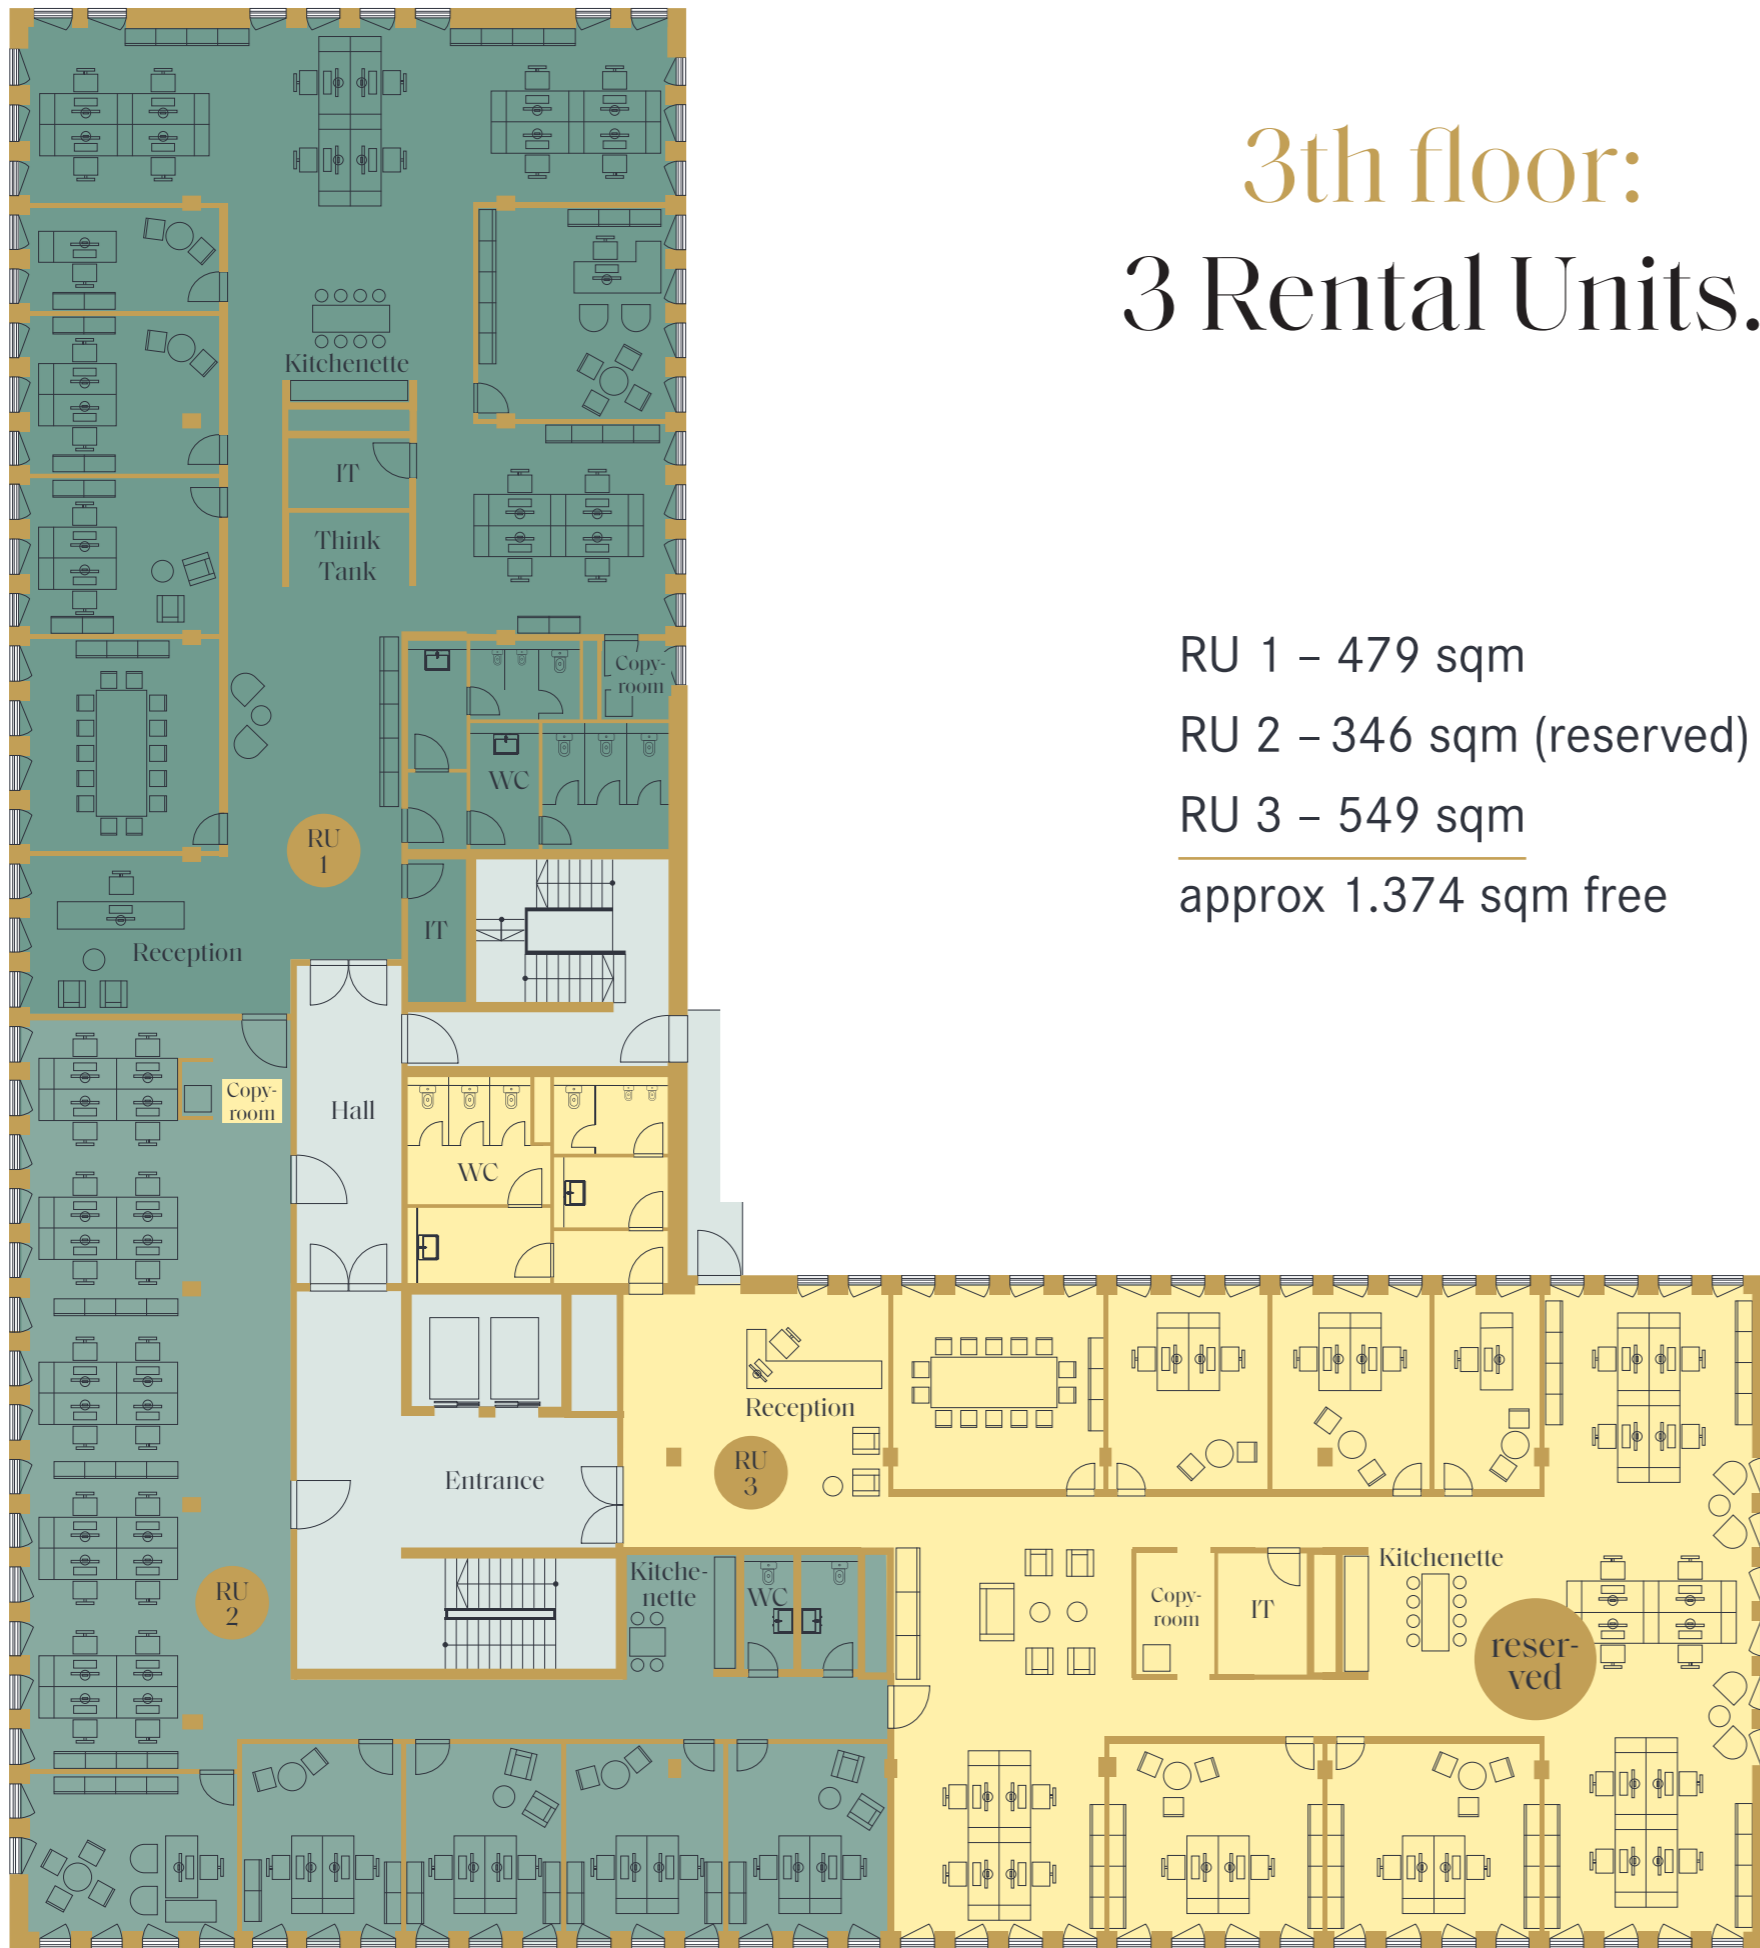 3th floor:
3 Rental Units.
RU 1 – 479 sqm
RU 2 – 346 sqm (reserved)
RU 3 – 549 sqm
approx 1.374 sqm free
Kitchenette
IT
Think
Tank
Copy-
room
WC
RU
1
IT
Reception
Copy-
room
Hall
WC
Reception
RU
3
Entrance
Kitche-
nette
WC
Copy-
room
IT
Kitchenette
RU
2
reser-
ved